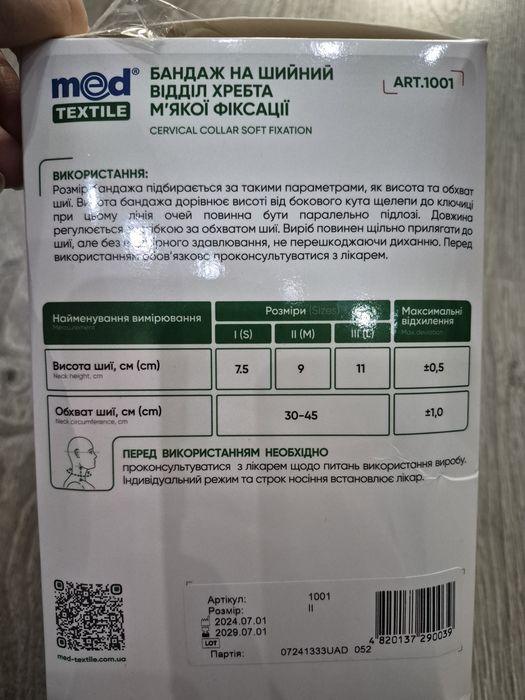 med®
TEXTILE
БАНДАЖ НА ШИЙНИЙ
ВІДДІЛ ХРЕБТА
М'ЯКОЇ ФІКСАЦІЇ
CERVICAL COLLAR SOFT FIXATION
ART.1001
ВИКОРИСТАННЯ:
Розмір бандажа підбирається за такими параметрами, як висота та обхват
шиї. Висота бандажа дорівнює висоті від бокового кута щелепи до ключиці
при цьому лінія очей повинна бути паралельно підлозі. Довжина
регулюється за обхватом шиї. Виріб повинен щільно прилягати до
шиї, але без здавлювання, не перешкоджаючи диханню. Перед
використанням обов'язково проконсультуватися з лікарем.
Найменування вимірювання
Measurement
Розміри (Sizes)
Максимальні
відхилення
Max deviation
I (S) II (M) III (L)
Висота шиї, см (cm) 7.5 9 11 ±0,5
Neck height, cm
Обхват шиї, см (cm) 30-45 ±1,0
Neck circumference, cm
ПЕРЕД ВИКОРИСТАННЯМ НЕОБХІДНО
проконсультуватися з лікарем щодо питань використання виробу.
Індивідуальний режим та строк носіння встановлює лікар.
med-textile.com.ua
Артикул: 1001
Розмір: II
2024.07.01
2029.07.01
LOT
Партія: 07241333UAD 052
4 820137 290039